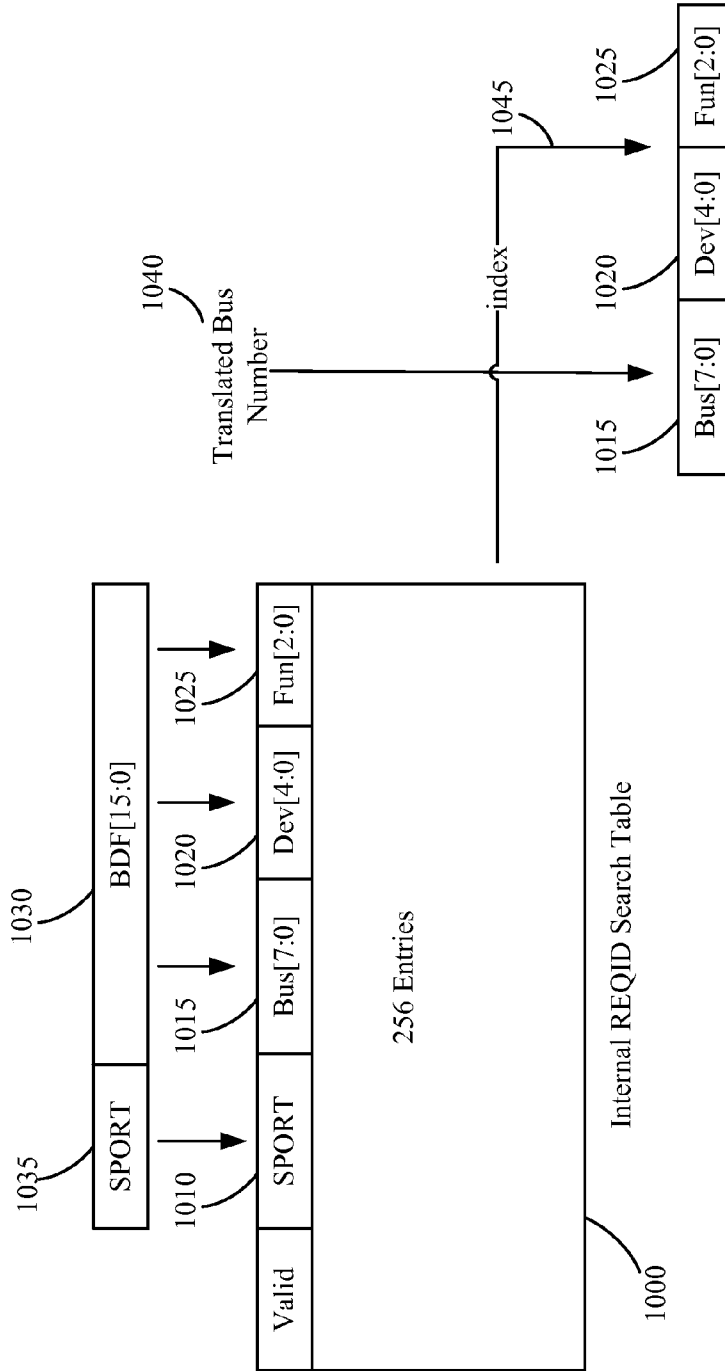 1030
1035
SPORT
BDF[15:0]
1010
1015
1020
1025
Valid
SPORT
Bus[7:0]
Dev[4:0]
Fun[2:0]
256 Entries
1000
Internal REQID Search Table
1040
Translated Bus
Number
index
1045
1015
1020
1025
Bus[7:0]
Dev[4:0]
Fun[2:0]